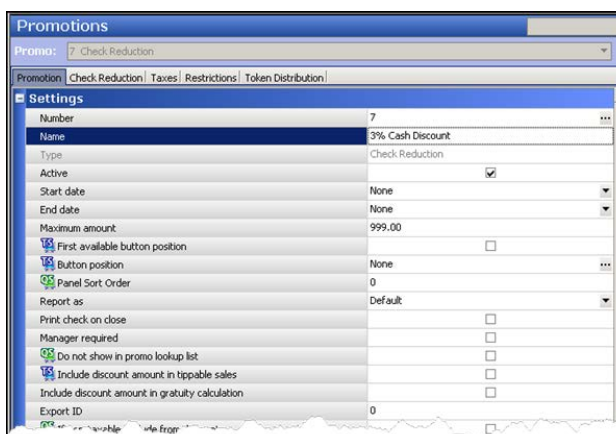 Promotions
Promo: 7 Check Reduction
Promotion Check Reduction Taxes Restrictions Token Distribution
Settings
Number 7 ...
Name 3% Cash Discount
Type Check Reduction
Active
Start date None
End date None
Maximum amount 999.00
First available button position
Button position None ...
Panel Sort Order 0
Report as Default
Print check on close
Manager required
Do not show in promo lookup list
Include discount amount in tippable sales
Include discount amount in gratuity calculation
Export ID 0